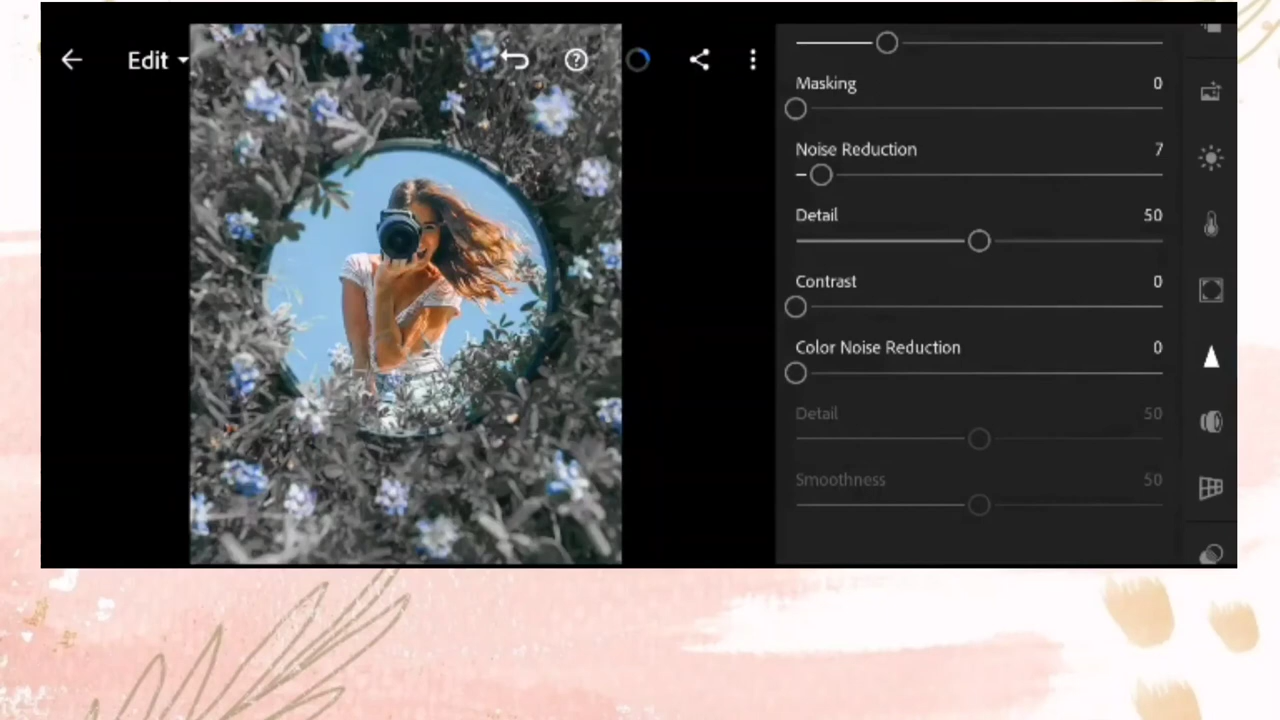 Edit
Masking 0
Noise Reduction 7
Detail 50
Contrast 0
Color Noise Reduction 0
Detail 50
Smoothness 50